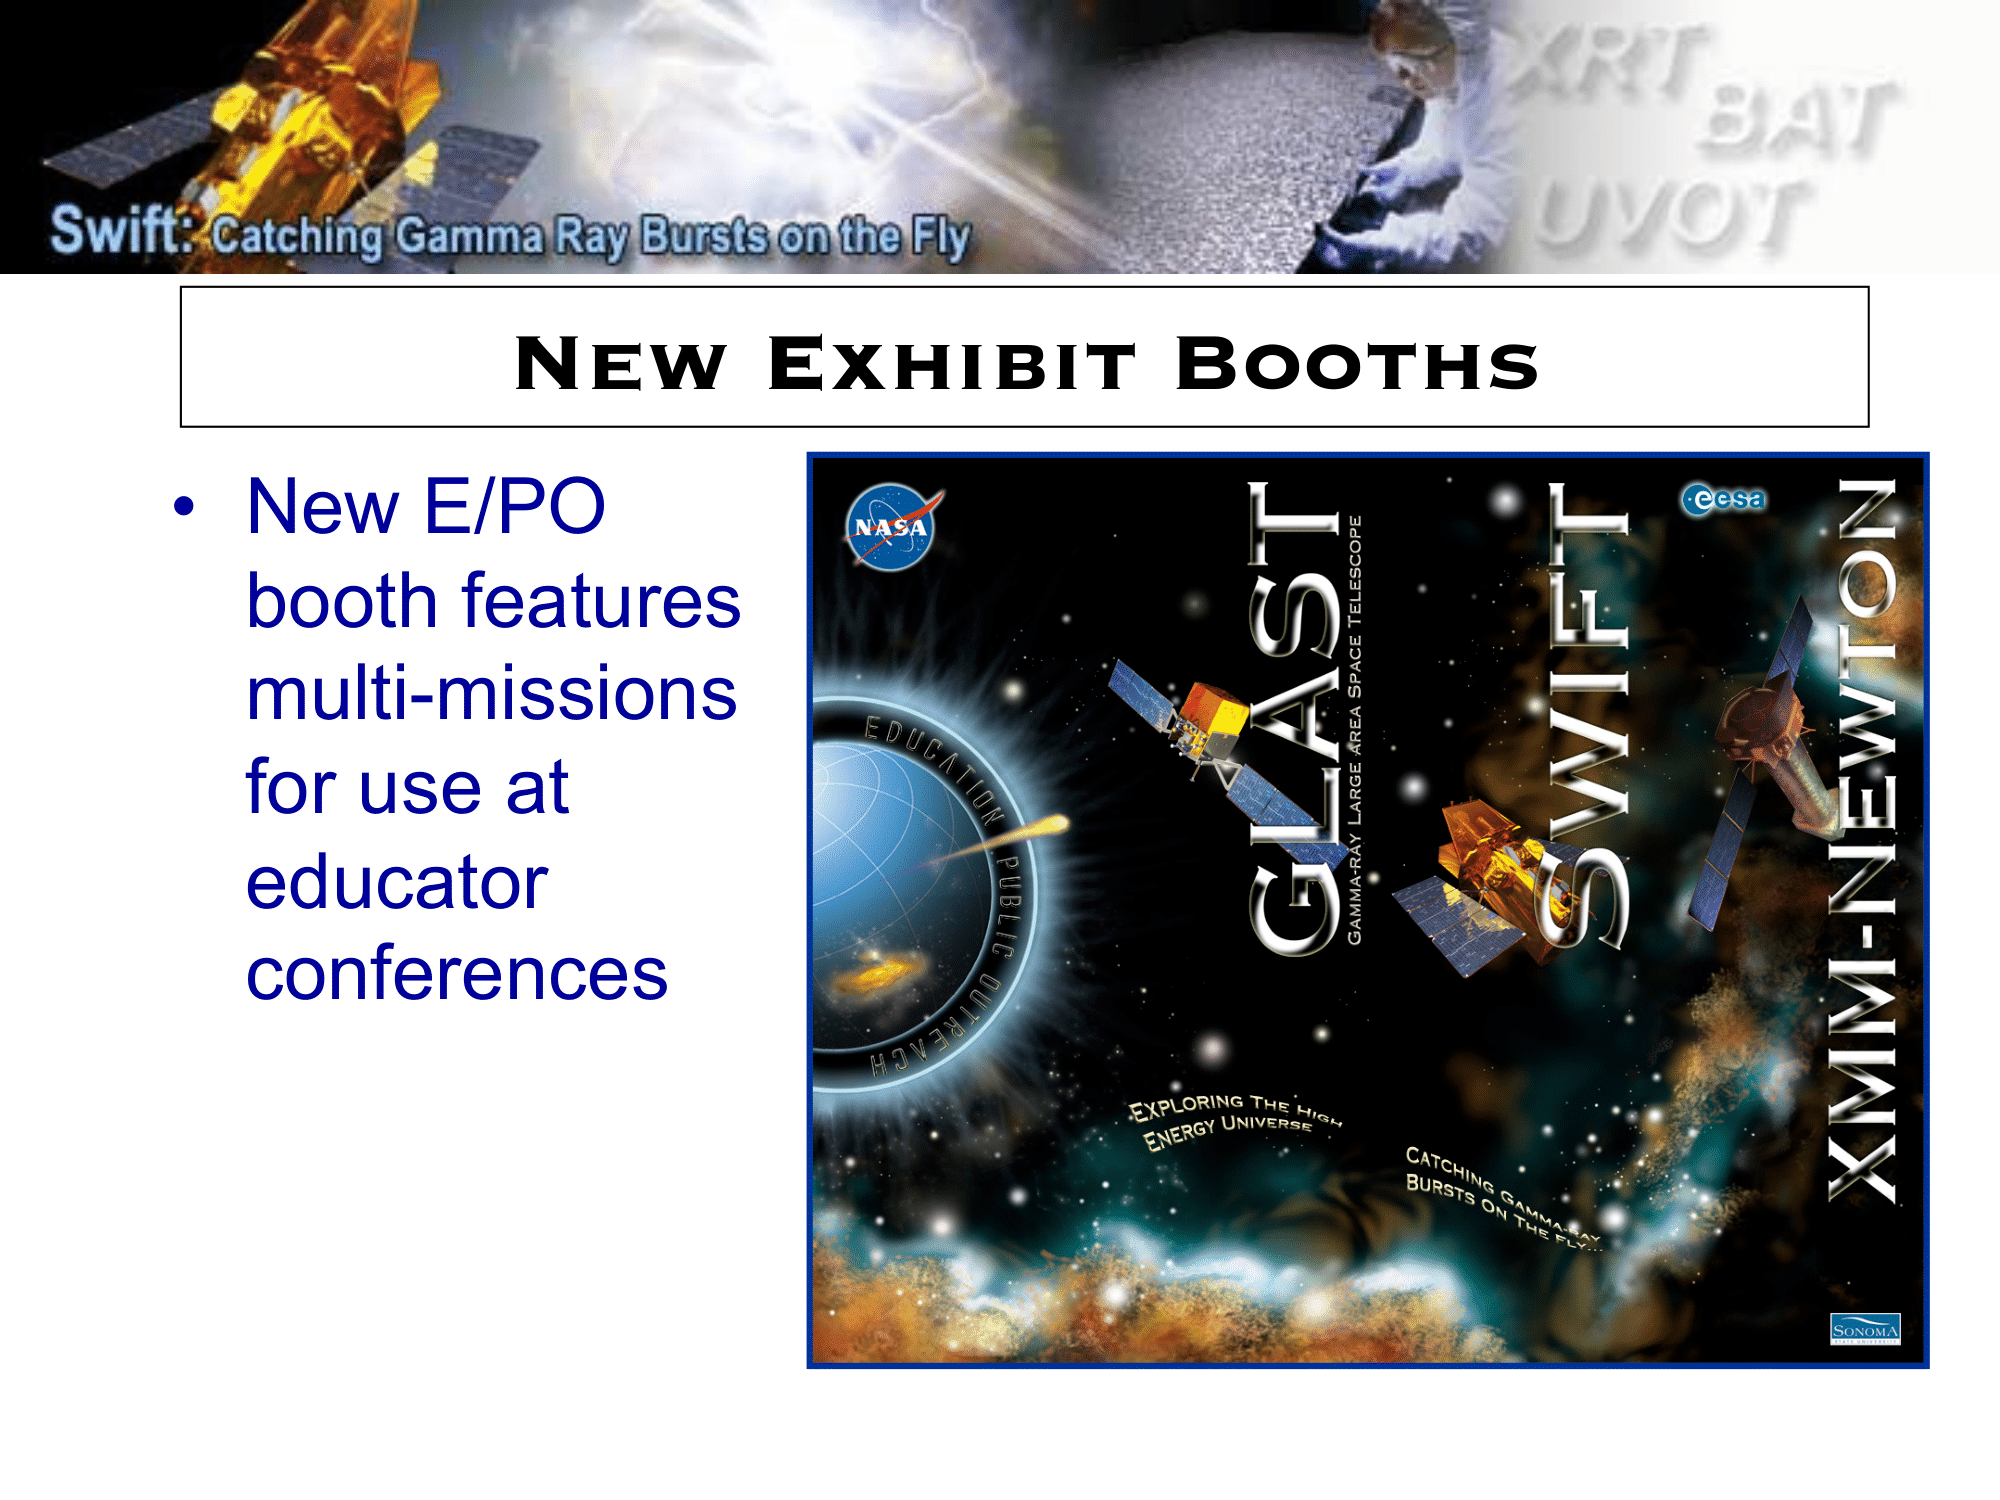 XRT
BAT
UVOT
Swift: Catching Gamma Ray Bursts on the Fly
NEW EXHIBIT BOOTHS
• New E/PO
booth features
multi-missions
for use at
educator
conferences
NASA
EDUCATION PUBLIC OUTREACH
GLAST
GAMMA-RAY LARGE AREA SPACE TELESCOPE
EXPLORING THE HIGH
ENERGY UNIVERSE
SWIFT
CATCHING GAMMA-RAY
BURSTS ON THE FLY...
esa
XMM-NEWTON
SONOMA
STATE UNIVERSITY